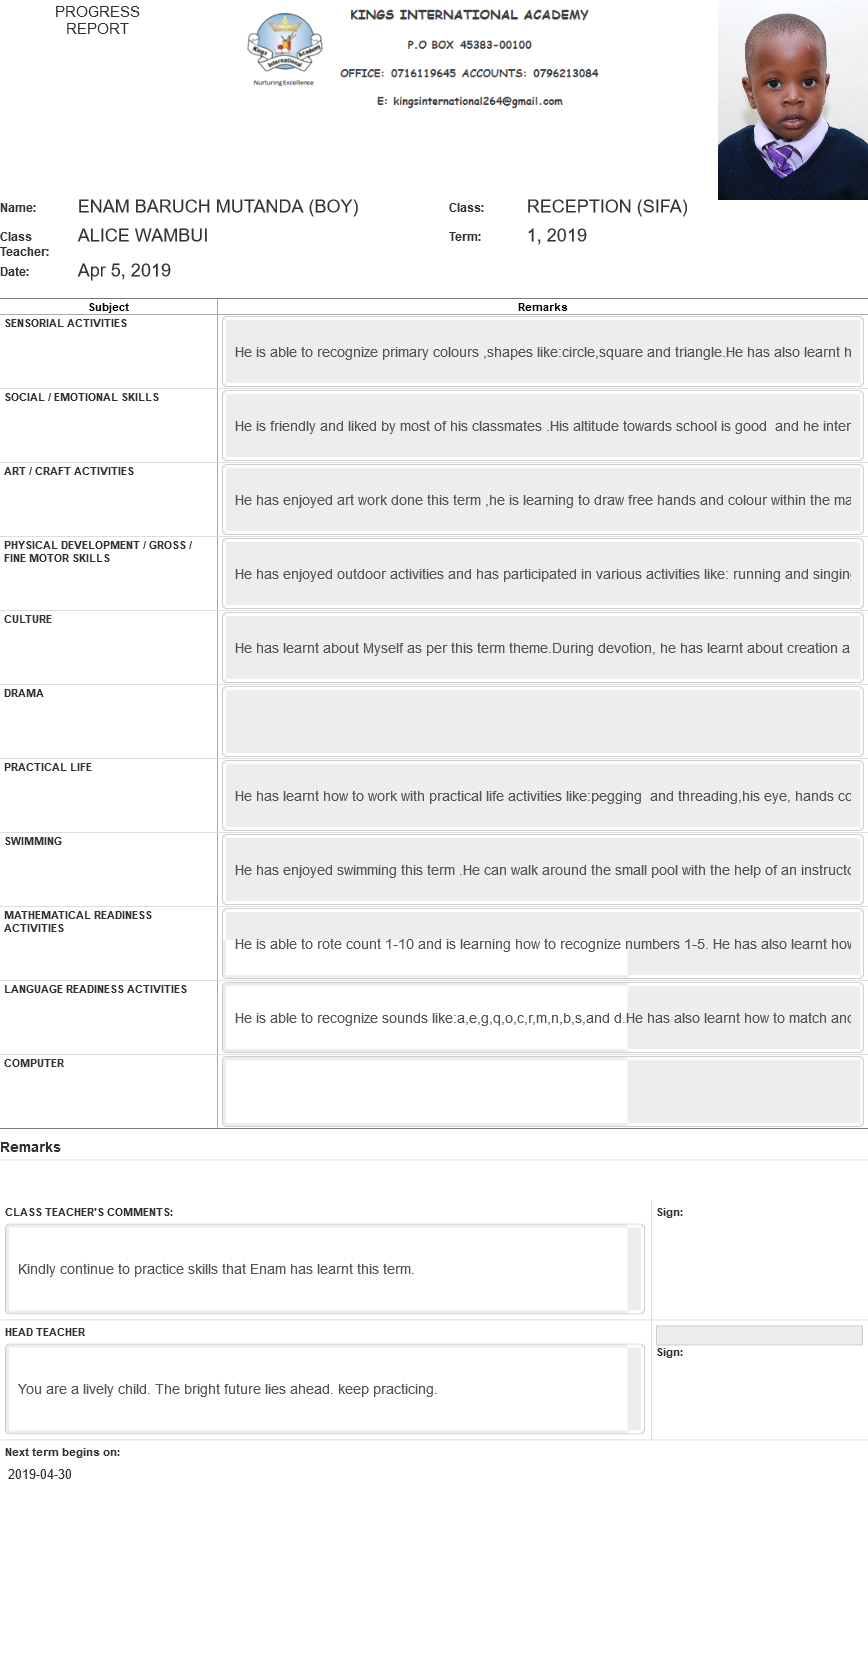 PROGRESS
REPORT
KINGS INTERNATIONAL ACADEMY
P.O BOX 45383-00100
OFFICE: 0716119645 ACCOUNTS: 0796213084
E: kingsinternational264@gmail.com
Kings International Academy
Nurturing Excellence
Name: ENAM BARUCH MUTANDA (BOY) Class: RECEPTION (SIFA)
Class Teacher: ALICE WAMBUI Term: 1, 2019
Date: Apr 5, 2019
Subject Remarks
SENSORIAL ACTIVITIES
He is able to recognize primary colours ,shapes like:circle,square and triangle.He has also learnt h
SOCIAL / EMOTIONAL SKILLS
He is friendly and liked by most of his classmates .His altitude towards school is good  and he inter
ART / CRAFT ACTIVITIES
He has enjoyed art work done this term ,he is learning to draw free hands and colour within the ma
PHYSICAL DEVELOPMENT / GROSS /
FINE MOTOR SKILLS
He has enjoyed outdoor activities and has participated in various activities like: running and singin
CULTURE
He has learnt about Myself as per this term theme.During devotion, he has learnt about creation a
DRAMA
PRACTICAL LIFE
He has learnt how to work with practical life activities like:pegging  and threading,his eye, hands co
SWIMMING
He has enjoyed swimming this term .He can walk around the small pool with the help of an instructo
MATHEMATICAL READINESS
ACTIVITIES
He is able to rote count 1-10 and is learning how to recognize numbers 1-5. He has also learnt how
LANGUAGE READINESS ACTIVITIES
He is able to recognize sounds like:a,e,g,q,o,c,r,m,n,b,s,and d.He has also learnt how to match and
COMPUTER
Remarks
CLASS TEACHER'S COMMENTS: Sign:
Kindly continue to practice skills that Enam has learnt this term.
HEAD TEACHER
Sign:
You are a lively child. The bright future lies ahead. keep practicing.
Next term begins on:
2019-04-30